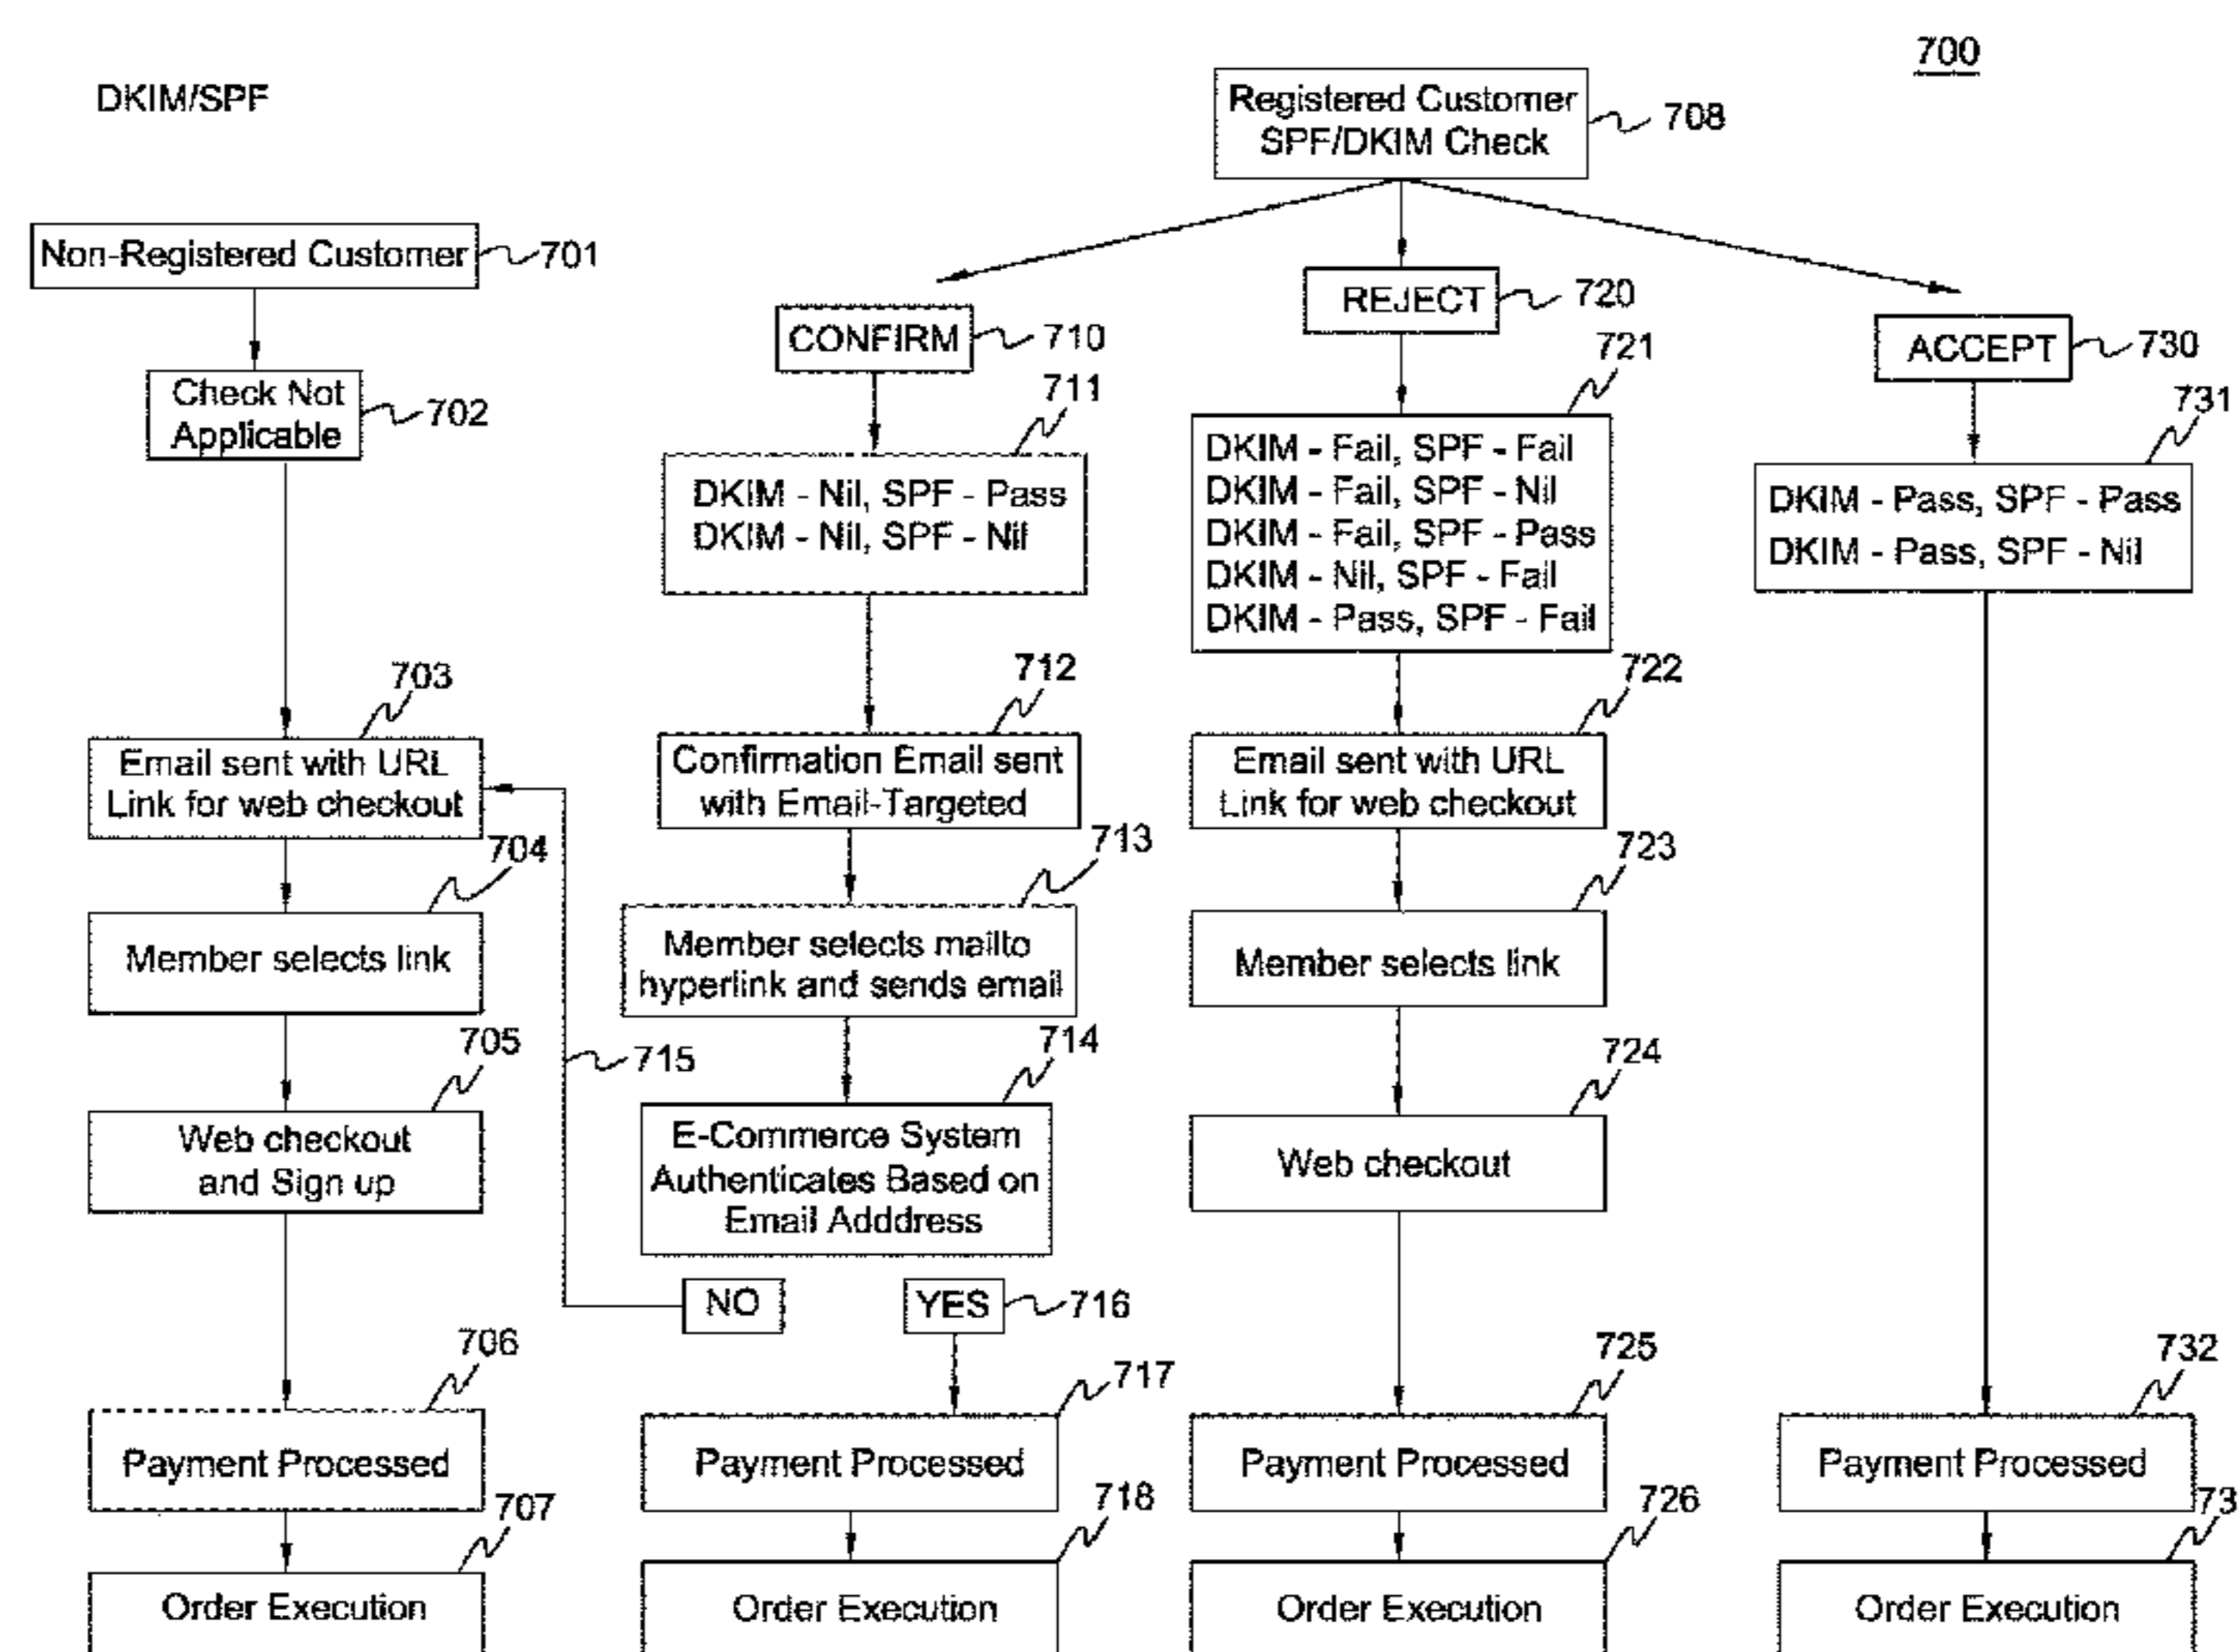 700
DKIM/SPF
Registered Customer
SPF/DKIM Check
708
Non-Registered Customer
701
Check Not
Applicable
702
703
Email sent with URL
Link for web checkout
704
Member selects link
705
Web checkout
and Sign up
706
Payment Processed
707
Order Execution
CONFIRM
710
711
DKIM - Nil, SPF - Pass
DKIM - Nil, SPF - Nil
712
Confirmation Email sent
with Email-Targeted
713
Member selects mailto
hyperlink and sends email
714
E-Commerce System
Authenticates Based on
Email Adddress
715
NO
YES
716
717
Payment Processed
718
Order Execution
REJECT
720
721
DKIM - Fail, SPF - Fail
DKIM - Fail, SPF - Nil
DKIM - Fail, SPF - Pass
DKIM - Nil, SPF - Fail
DKIM - Pass, SPF - Fail
722
Email sent with URL
Link for web checkout
723
Member selects link
724
Web checkout
725
Payment Processed
726
Order Execution
ACCEPT
730
731
DKIM - Pass, SPF - Pass
DKIM - Pass, SPF - Nil
732
Payment Processed
73
Order Execution